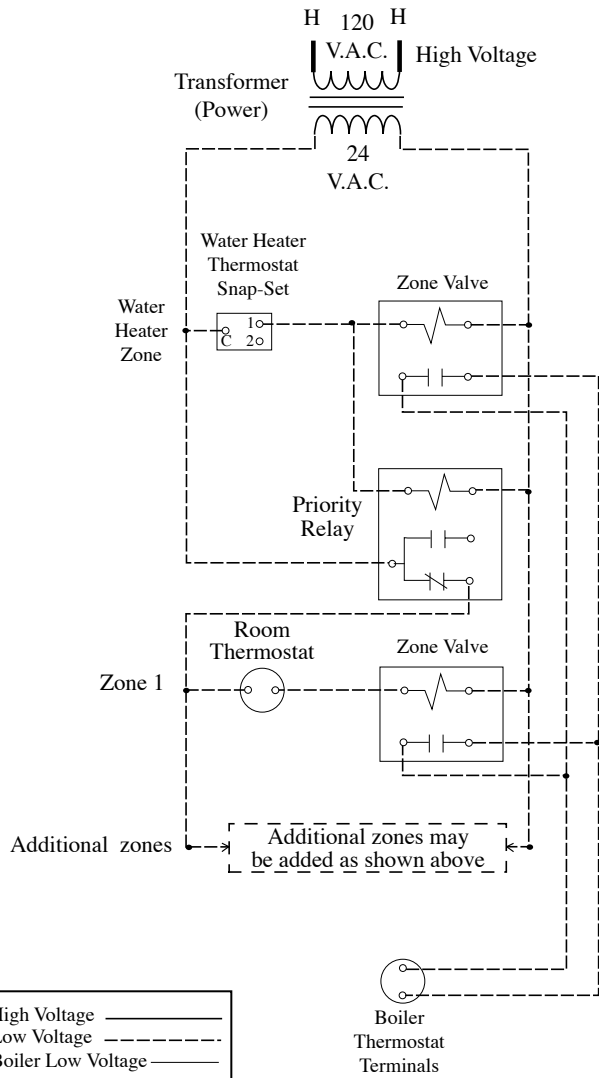 H 120 H
V.A.C. High Voltage
Transformer
(Power)
24
V.A.C.
Water Heater
Thermostat
Snap-Set
Zone Valve
Water
Heater
Zone
1
C 2
Priority
Relay
Room
Thermostat
Zone Valve
Zone 1
Additional zones
Additional zones may
be added as shown above
High Voltage
Low Voltage
Boiler Low Voltage
Boiler
Thermostat
Terminals